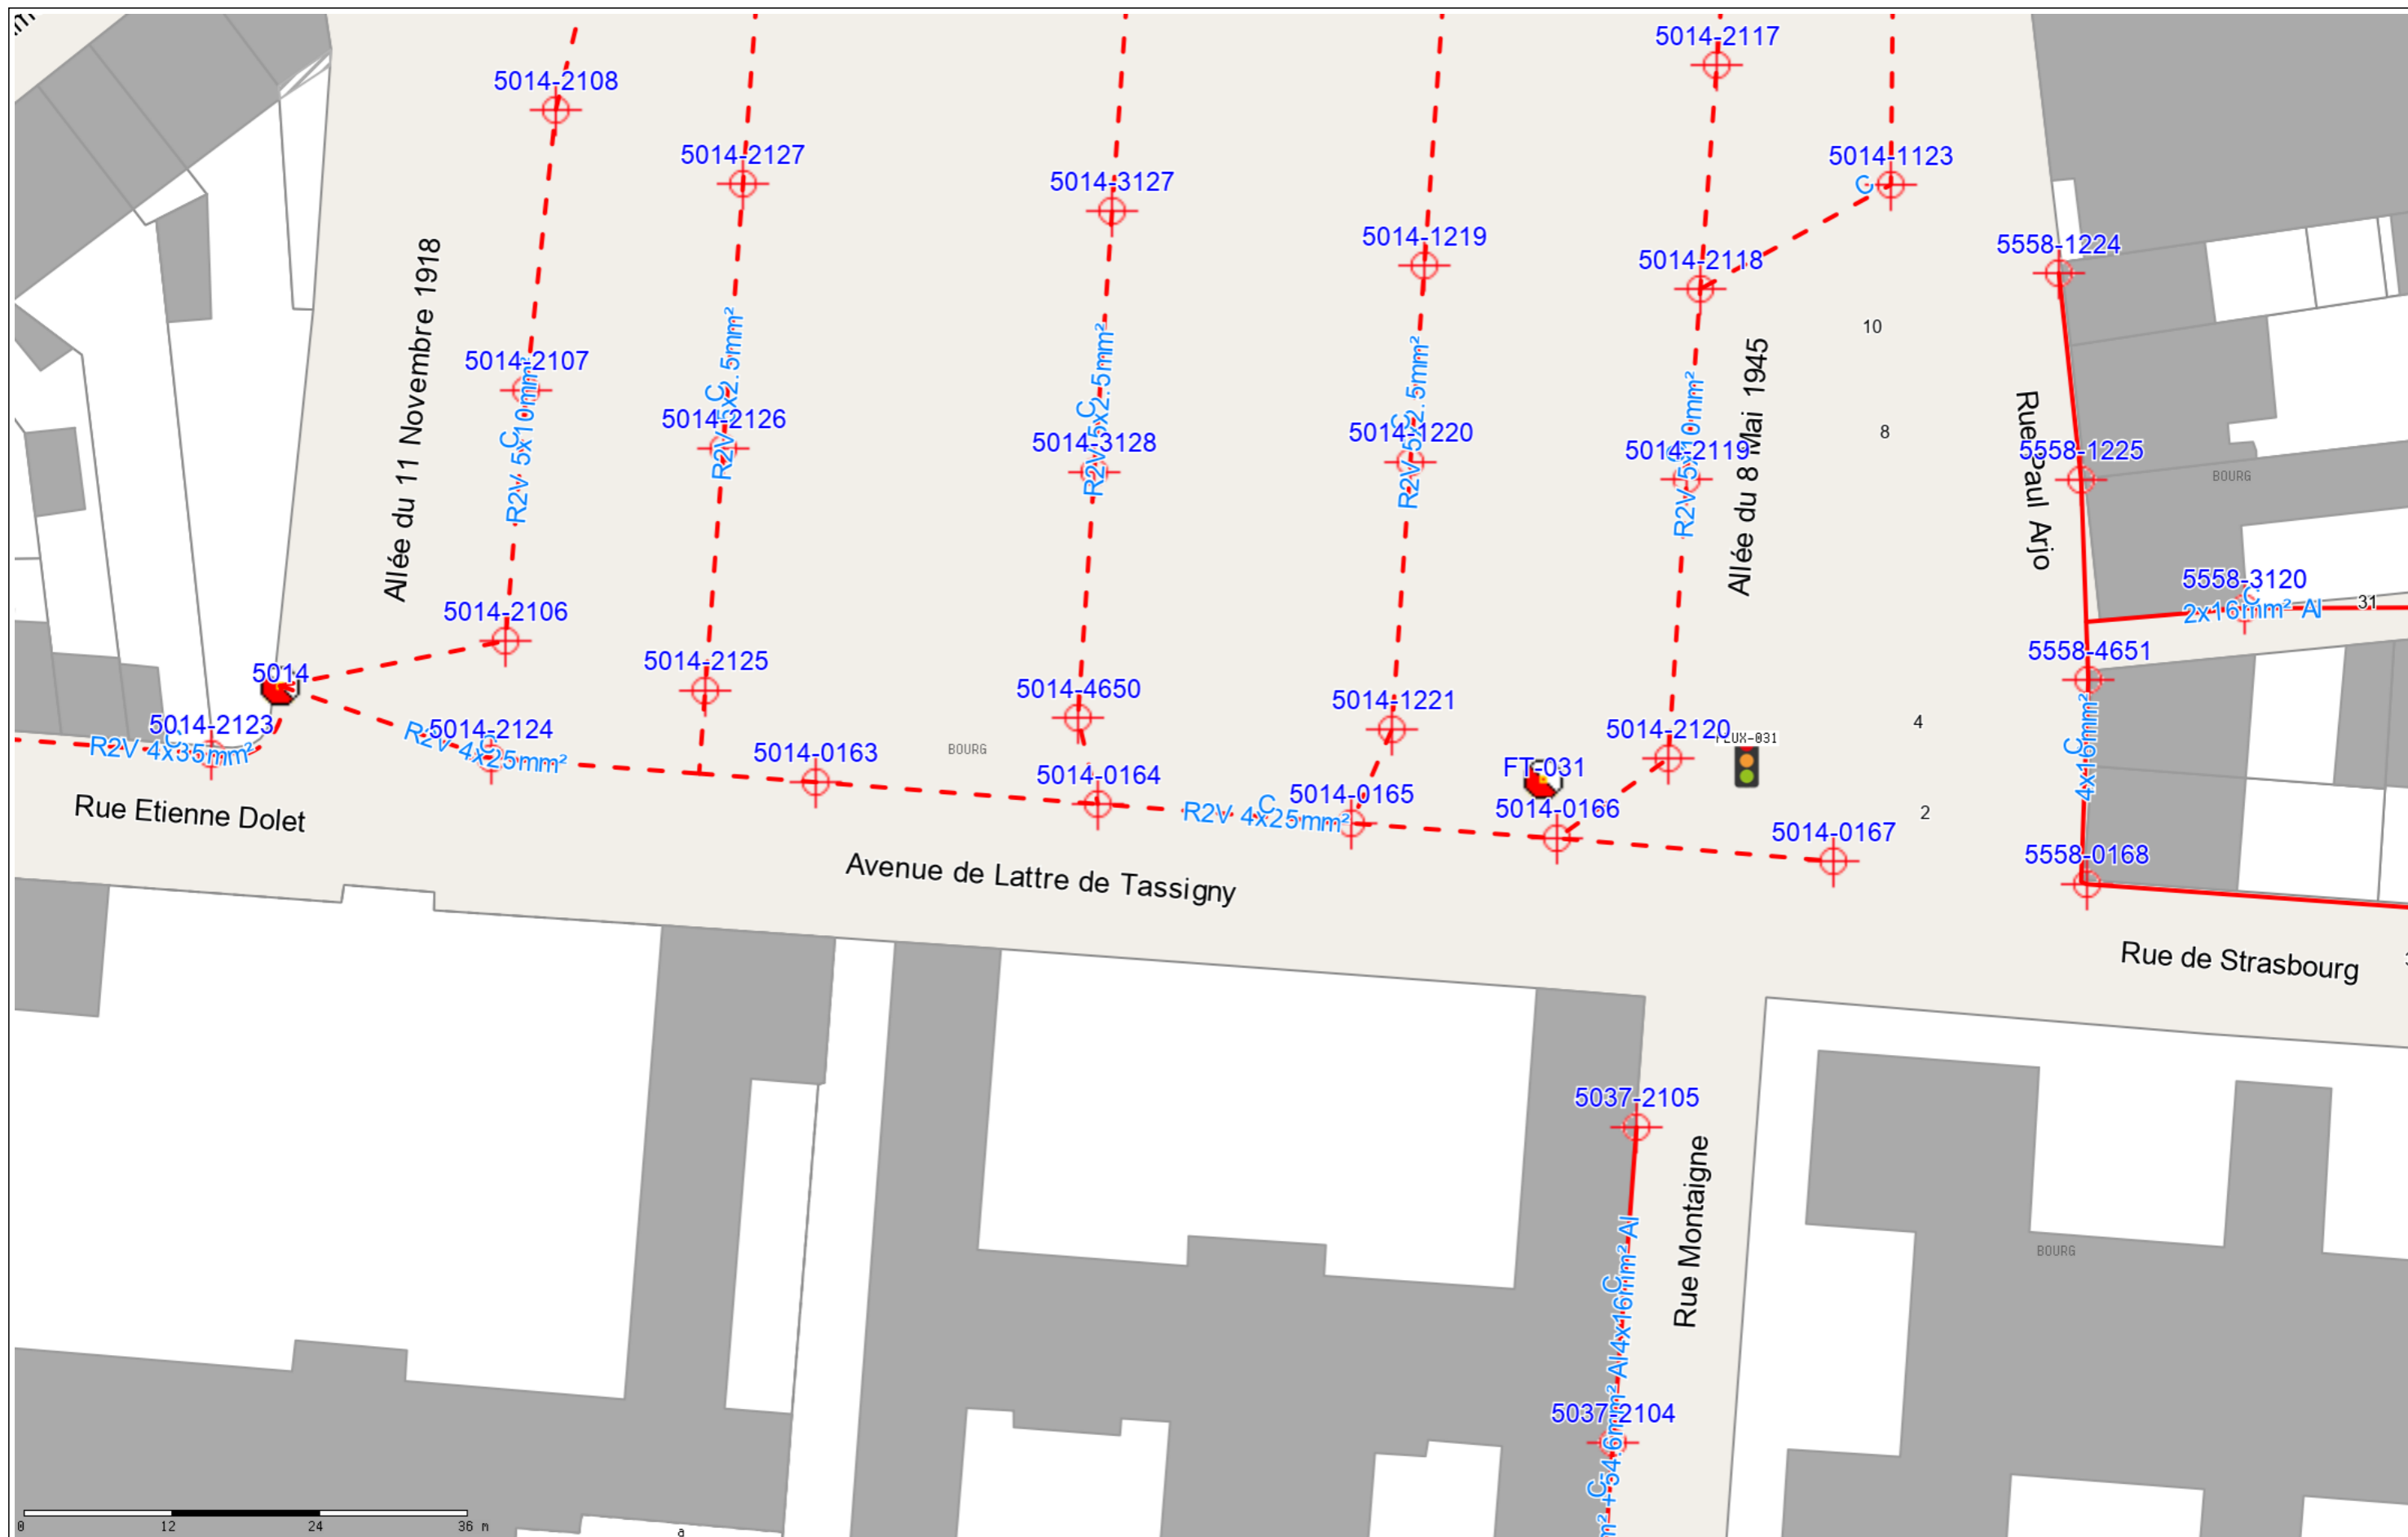 5014-2117
5014-2108
5014-2127
5014-1123
C
5014-3127
5014-1219
5558-1224
5014-2118
Allée du 11 Novembre 1918
10
5014-2107
C
R2V 5x10mm²
C
R2V 5x2.5mm²
5014-2126
C
R2V 5x2.5mm²
5014-3128
C
R2V 5x2.5mm²
5014-1220
R2V 5x10mm²
5014-2119
Allée du 8 Mai 1945
8
Rue Paul Arjo
5558-1225
BOURG
5558-3120
C
2x16mm² Al
31
5014-2106
5558-4651
5014
5014-2125
5014-4650
5014-1221
4
5014-2123
C
R2V 4x35mm²
5014-2124
C
R2V 4x25mm²
5014-0163
BOURG
5014-2120
FLUX-031
C
4x16mm²
FT-031
5014-0164
C
R2V 4x25mm²
5014-0165
5014-0166
2
5014-0167
5558-0168
Rue Etienne Dolet
Avenue de Lattre de Tassigny
Rue de Strasbourg
5037-2105
Rue Montaigne
C
4x16mm² Al
BOURG
5037-2104
C
+54.6mm² Al
mm²
0 12 24 36 m
a